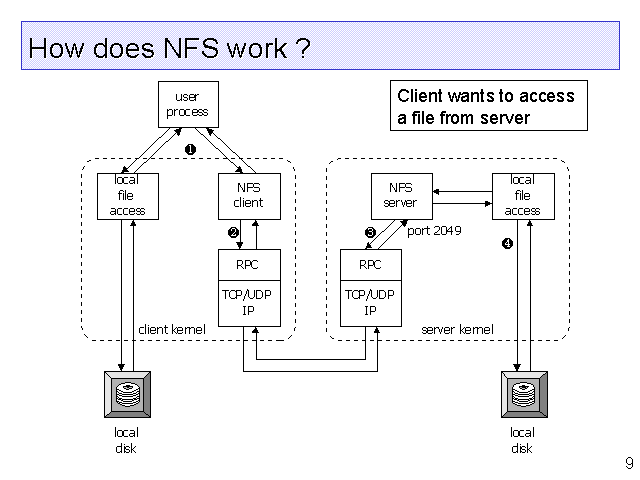 How does NFS work ?
user
process
Client wants to access
a file from server
❶
local
file
access
NFS
client
NFS
server
local
file
access
❷
❸
port 2049
❹
RPC
RPC
TCP/UDP
IP
TCP/UDP
IP
client kernel
server kernel
local
disk
local
disk
9